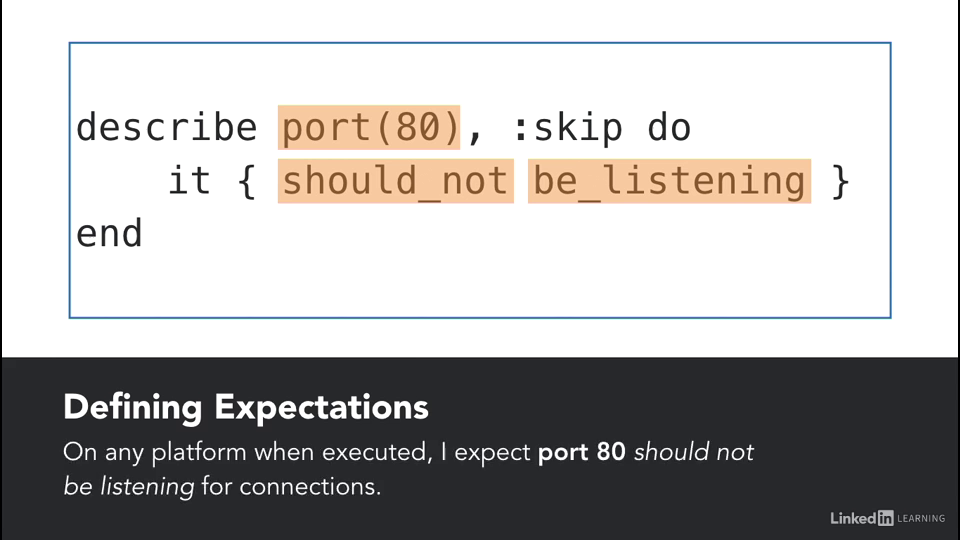 describe port(80), :skip do
    it { should_not be_listening }
end
Defining Expectations
On any platform when executed, I expect port 80 should not
be listening for connections.
LinkedIn LEARNING